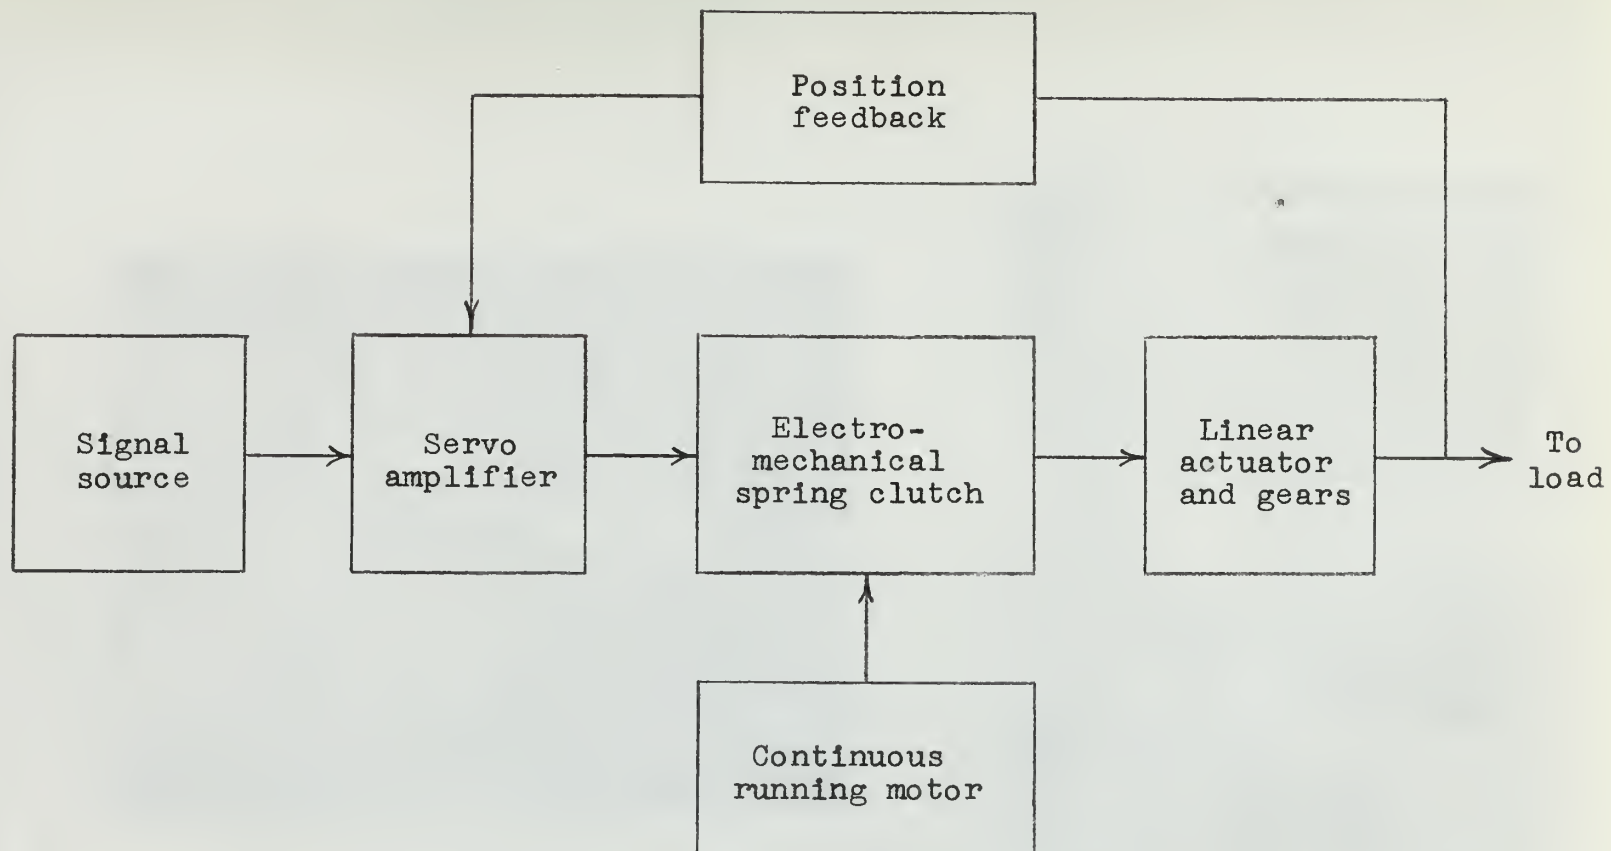 Position
feedback
Signal
source
Servo
amplifier
Electro-
mechanical
spring clutch
Linear
actuator
and gears
To
load
Continuous
running motor